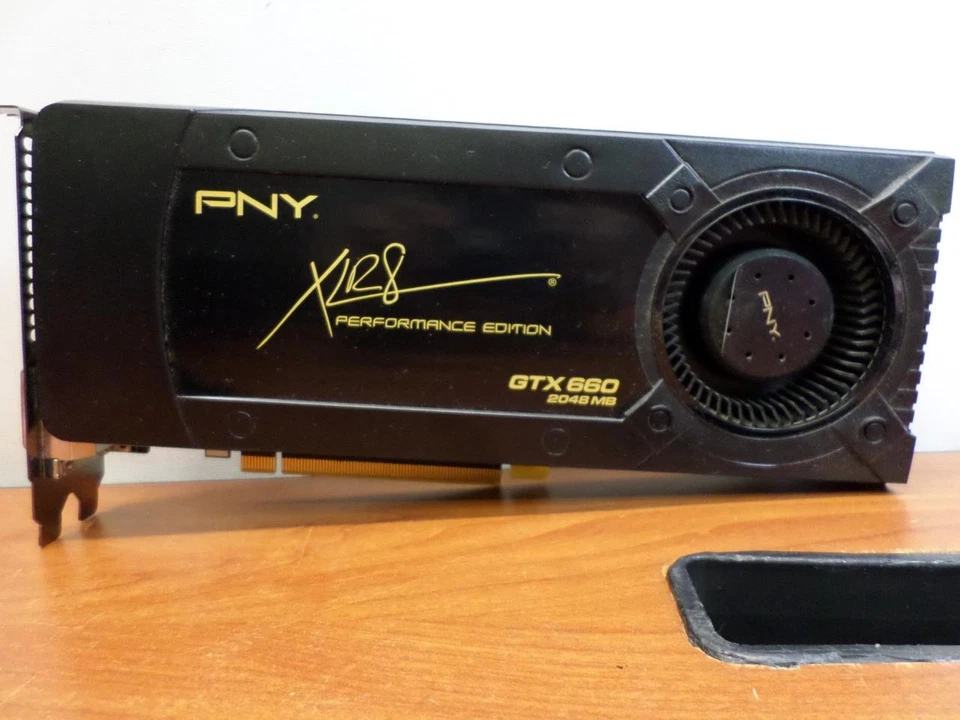 PNY.
XLR8 ®
PERFORMANCE EDITION
GTX 660
2048 MB
PNY.